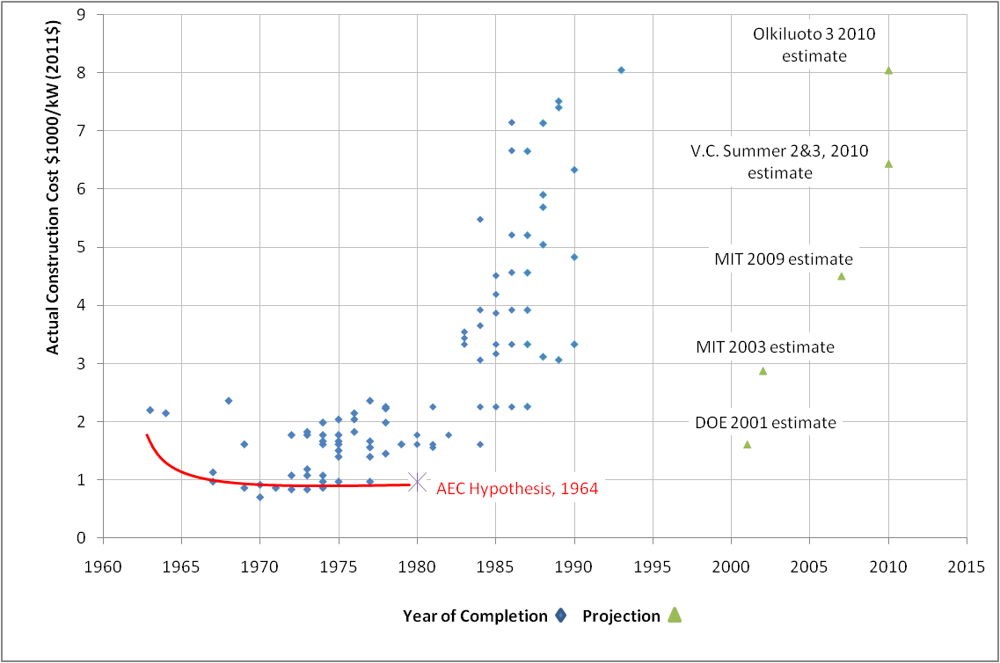 Actual Construction Cost $1000/kW (2011$)
9
8
7
6
5
4
3
2
1
0
Olkiluoto 3 2010
estimate
V.C. Summer 2&3, 2010
estimate
MIT 2009 estimate
MIT 2003 estimate
DOE 2001 estimate
AEC Hypothesis, 1964
1960 1965 1970 1975 1980 1985 1990 1995 2000 2005 2010 2015
Year of Completion Projection